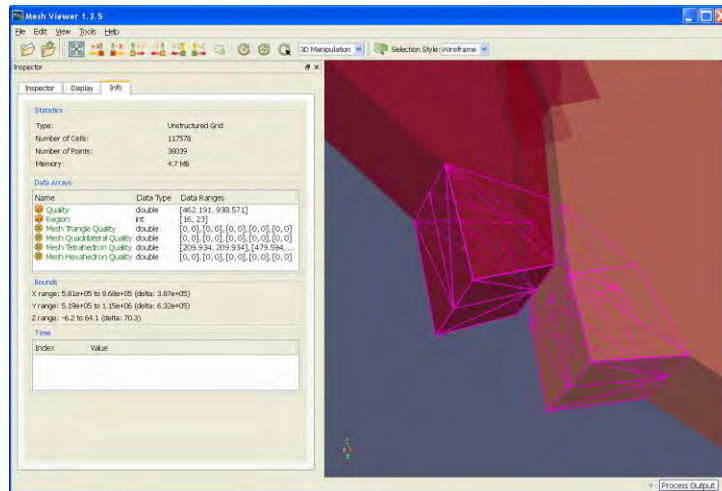 Mesh Viewer 1.3.5
File Edit View Tools Help
3D Manipulation Selection Style: Wireframe
Inspector
Inspector Display Info
Statistics
Type: Unstructured Grid
Number of Cells: 117578
Number of Points: 38039
Memory: 4.7 MB
Data Arrays
Name Data Type Data Ranges
Quality double [462.191, 938.571]
Region int [16, 23]
Mesh Triangle Quality double [0, 0], [0, 0], [0, 0], [0, 0], [0, 0]
Mesh Quadrilateral Quality double [0, 0], [0, 0], [0, 0], [0, 0], [0, 0]
Mesh Tetrahedron Quality double [209.934, 209.934], [479.594, ...
Mesh Hexahedron Quality double [0, 0], [0, 0], [0, 0], [0, 0], [0, 0]
Bounds
X range: 5.81e+05 to 9.68e+05 (delta: 3.87e+05)
Y range: 5.19e+05 to 1.15e+06 (delta: 6.32e+05)
Z range: -6.2 to 64.1 (delta: 70.3)
Time
Index Value
Process Output